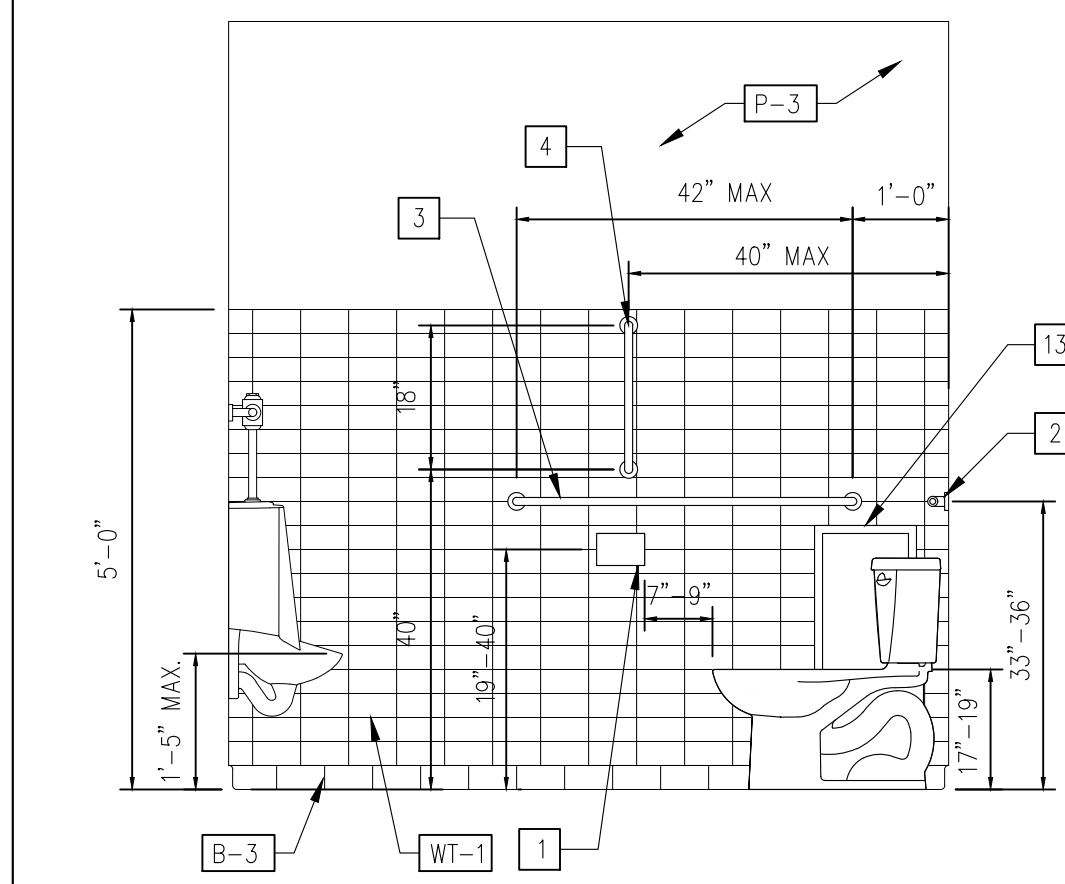 P-3
4
42” MAX
1’-0”
3
40” MAX
13
2
18”
5’-0”
7”-9”
40”
19”-40”
33”-36”
1’-5” MAX.
17”-19”
B-3
WT-1
1